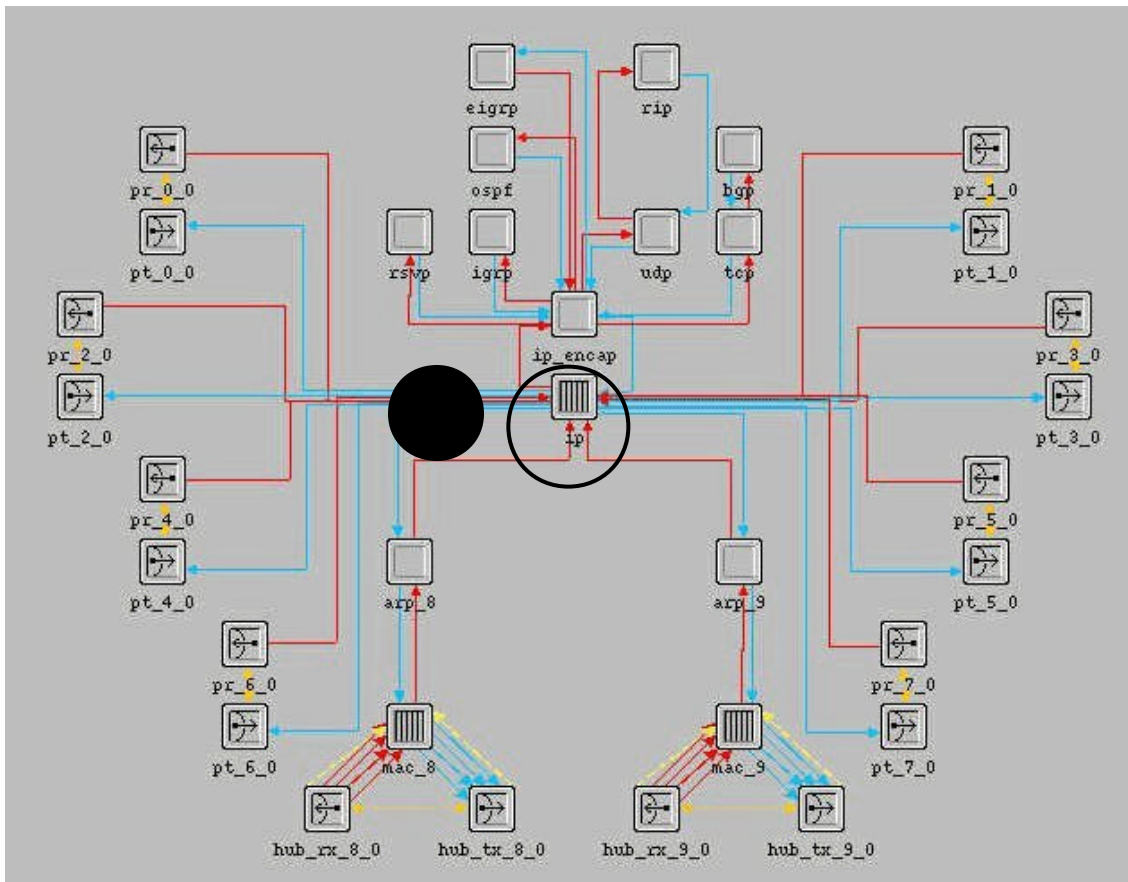 eigrp
rip
pr_0_0
ospf
bgp
pr_1_0
pt_0_0
rsvp
igrp
udp
tcp
pt_1_0
pr_2_0
ip_encap
pr_3_0
pt_2_0
ip
pt_3_0
pr_4_0
pr_5_0
pt_4_0
arp_8
arp_9
pt_5_0
pr_6_0
pr_7_0
pt_6_0
mac_8
mac_9
pt_7_0
hub_rx_8_0
hub_tx_8_0
hub_rx_9_0
hub_tx_9_0